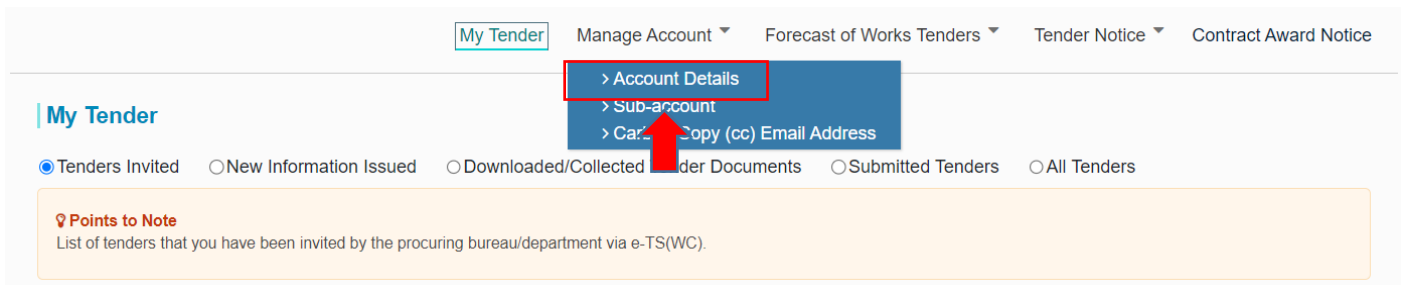 My Tender Manage Account Forecast of Works Tenders Tender Notice Contract Award Notice
> Account Details
> Sub-account
> Copy (cc) Email Address
My Tender
Tenders Invited New Information Issued Downloaded/Collected Documents Submitted Tenders All Tenders
Points to Note
List of tenders that you have been invited by the procuring bureau/department via e-TS(WC).